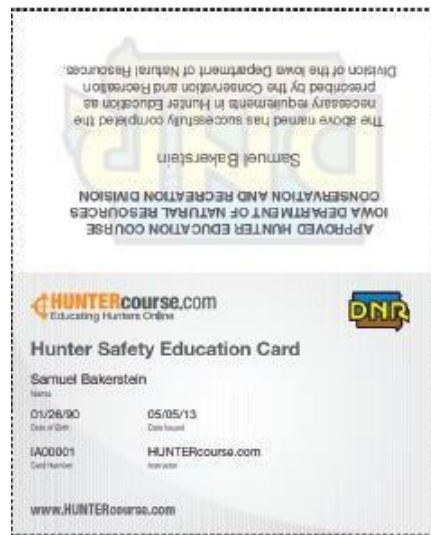 APPROVED HUNTER EDUCATION COURSE
IOWA DEPARTMENT OF NATURAL RESOURCES
CONSERVATION AND RECREATION DIVISION
Samuel Bakerstein
The above named has successfully completed the
necessary requirements in Hunter Education as
prescribed by the Conservation and Recreation
Division of the Iowa Department of Natural Resources.
DNR
HUNTERcourse.com
Educating Hunters Online
DNR
Hunter Safety Education Card
Samuel Bakerstein
Name
01/26/90 05/05/13
Date of Birth Date Issued
IA00001 HUNTERcourse.com
Card Number Instructor
www.HUNTERcourse.com